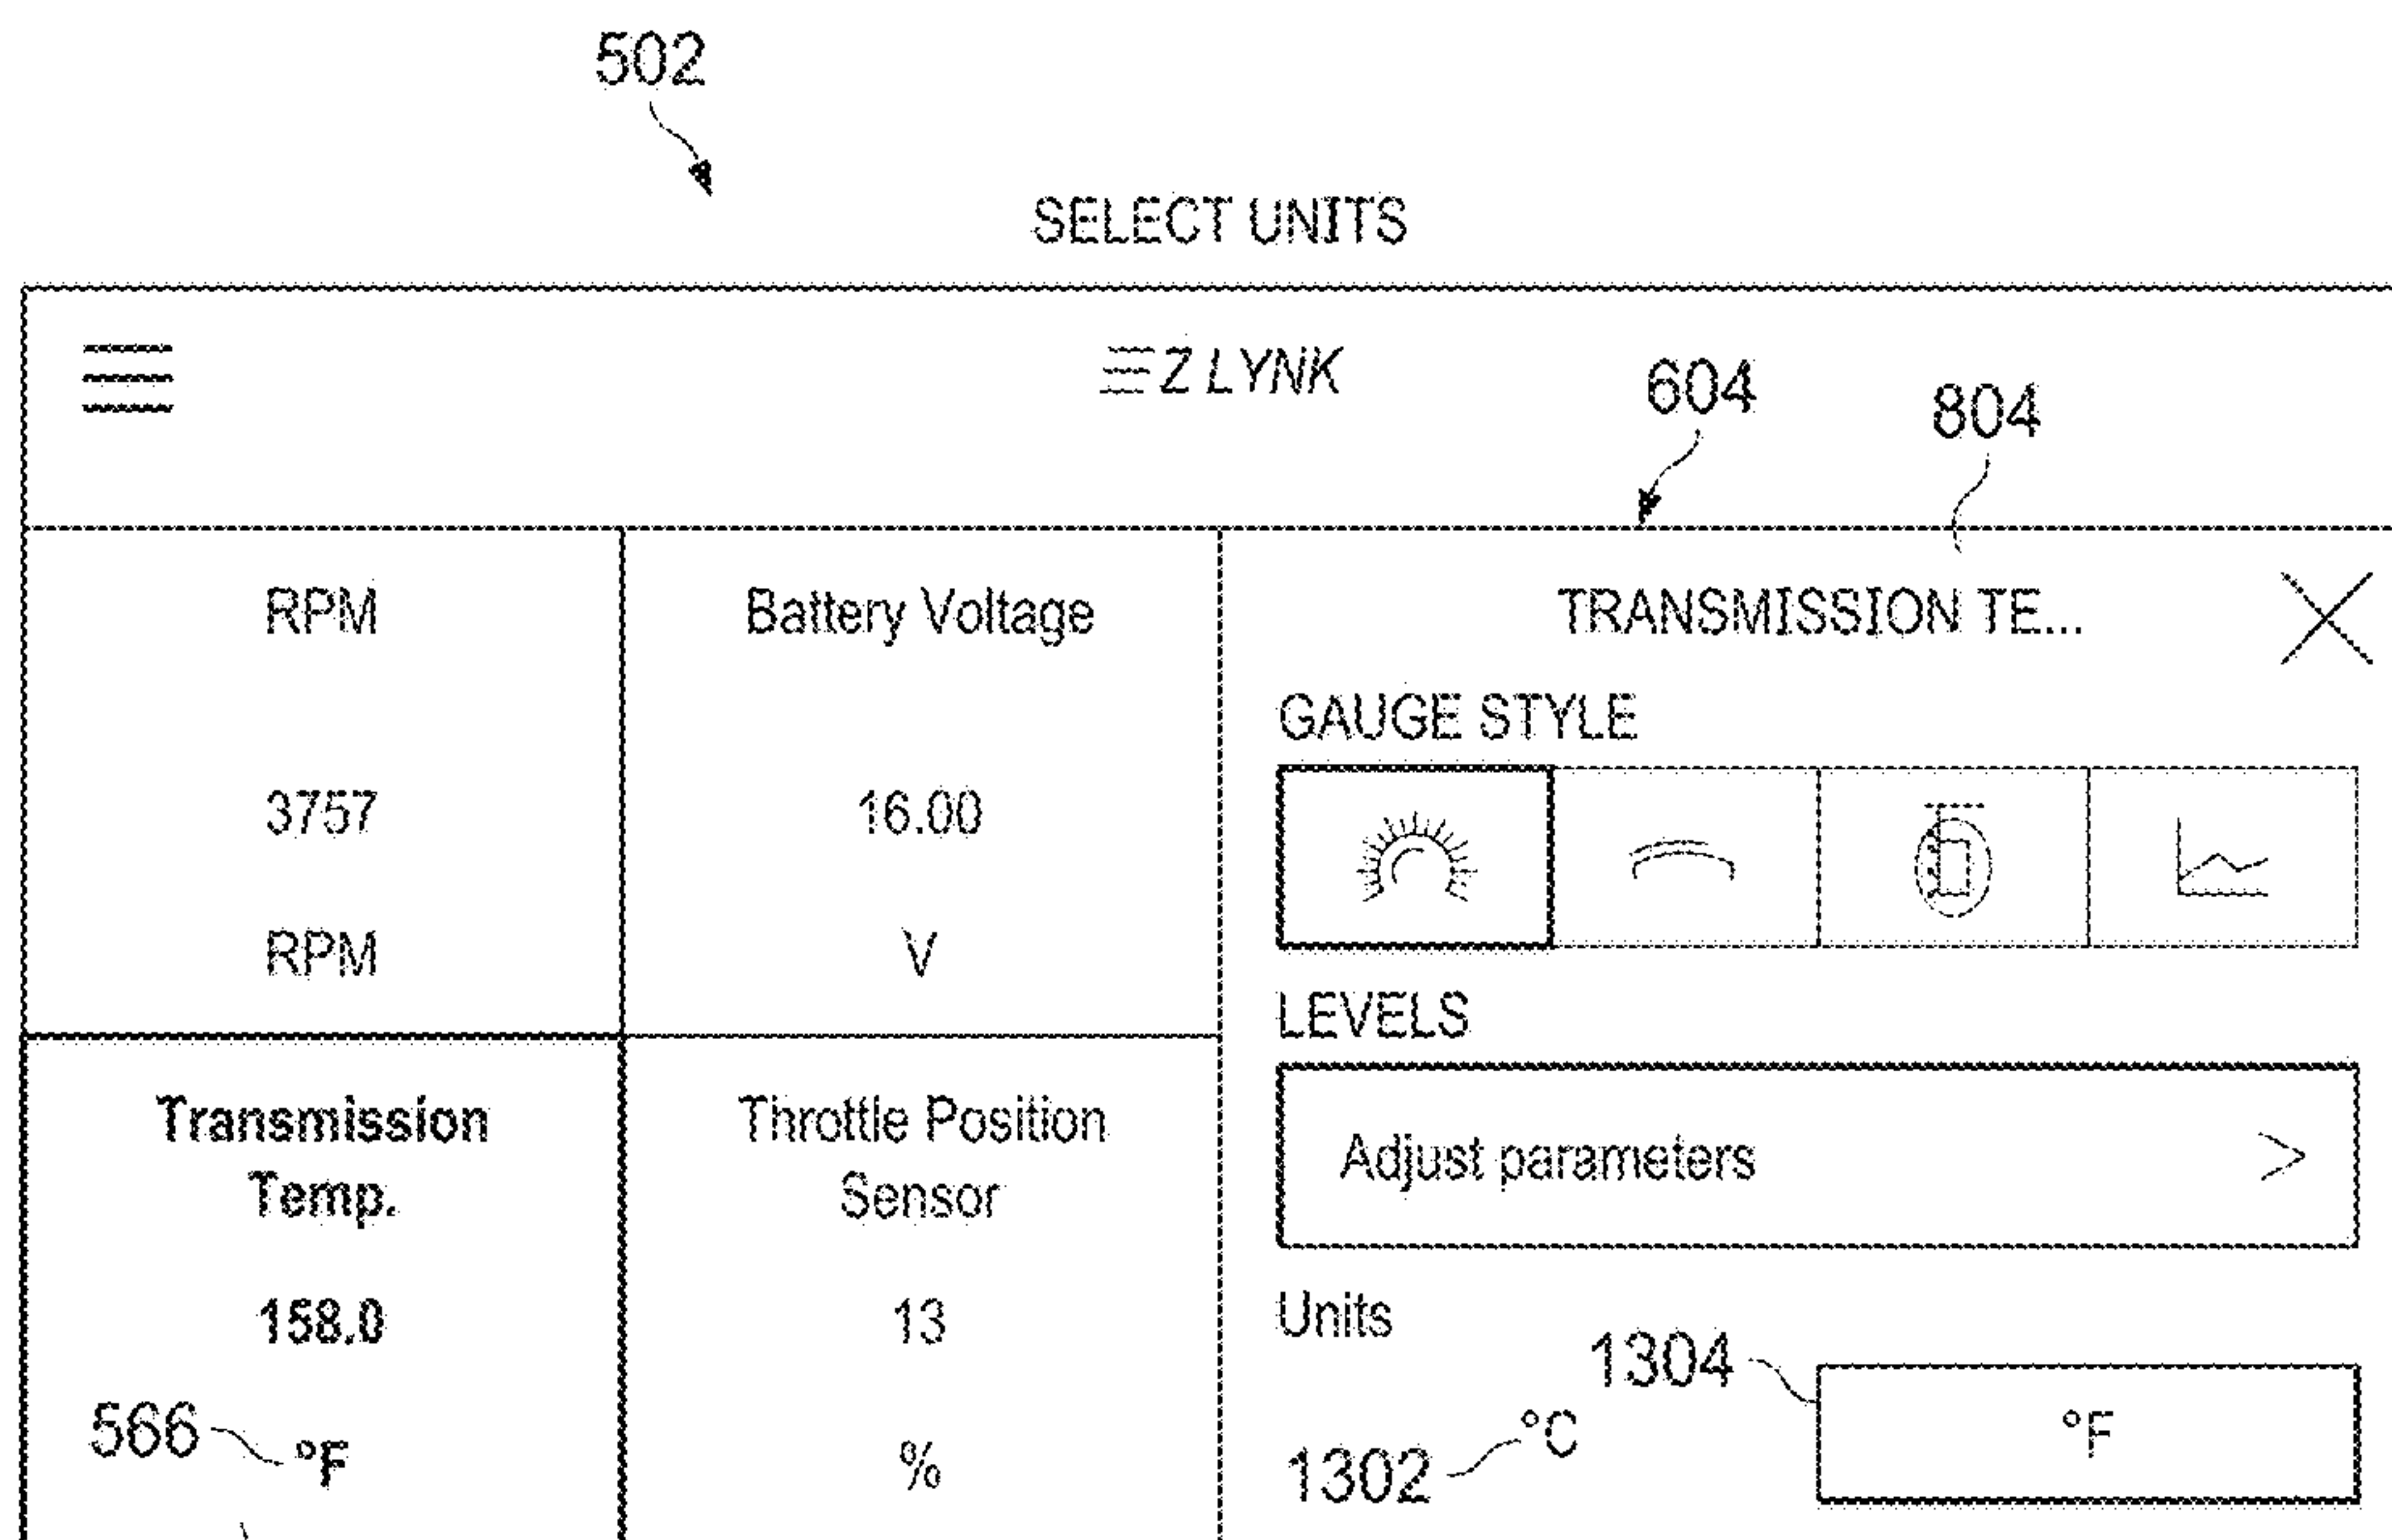 502
SELECT UNITS
EZ LYNK
604
804
RPM
Battery Voltage
TRANSMISSION TE...
GAUGE STYLE
3757
16.00
RPM
V
LEVELS
Transmission
Temp.
Throttle Position
Sensor
Adjust parameters
>
158.0
13
Units
1304
566
°F
%
1302
°C
°F